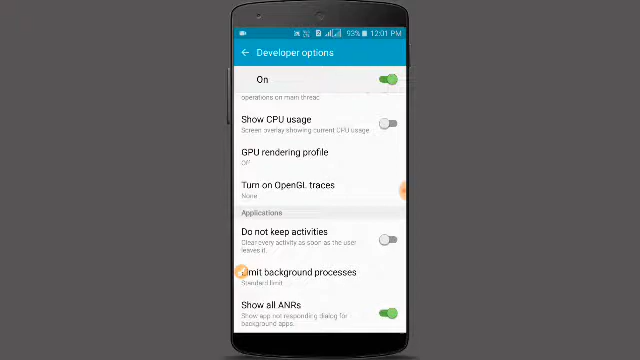 93% 12:01 PM
Developer options
On
operations on main thread
Show CPU usage
Screen overlay showing current CPU usage
GPU rendering profile
Off
Turn on OpenGL traces
None
Applications
Do not keep activities
Clear every activity as soon as the user
leaves it.
imit background processes
Standard limit
Show all ANRs
Show app not responding dialog for
background apps.